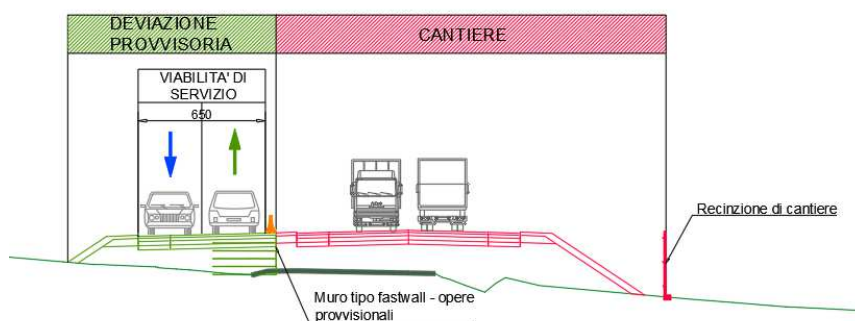 DEVIAZIONE
PROVVISORIA
CANTIERE
VIABILITA' DI
SERVIZIO
650
Recinzione di cantiere
Muro tipo fastwall - opere
provvisionali